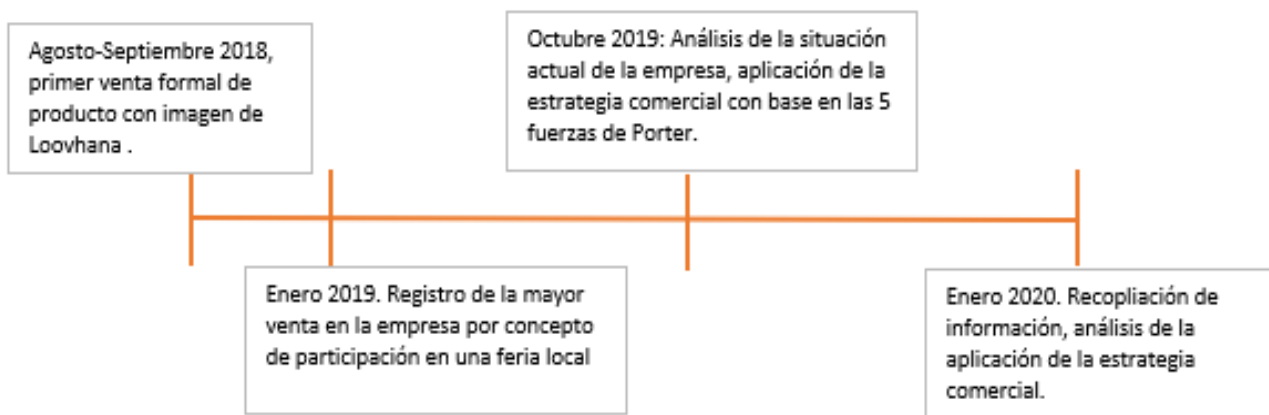 Agosto-Septiembre 2018,
primer venta formal de
producto con imagen de
Loovhana .
Octubre 2019: Análisis de la situación
actual de la empresa, aplicación de la
estrategia comercial con base en las 5
fuerzas de Porter.
Enero 2019. Registro de la mayor
venta en la empresa por concepto
de participación en una feria local
Enero 2020. Recopliación de
información, análisis de la
aplicación de la estrategia
comercial.